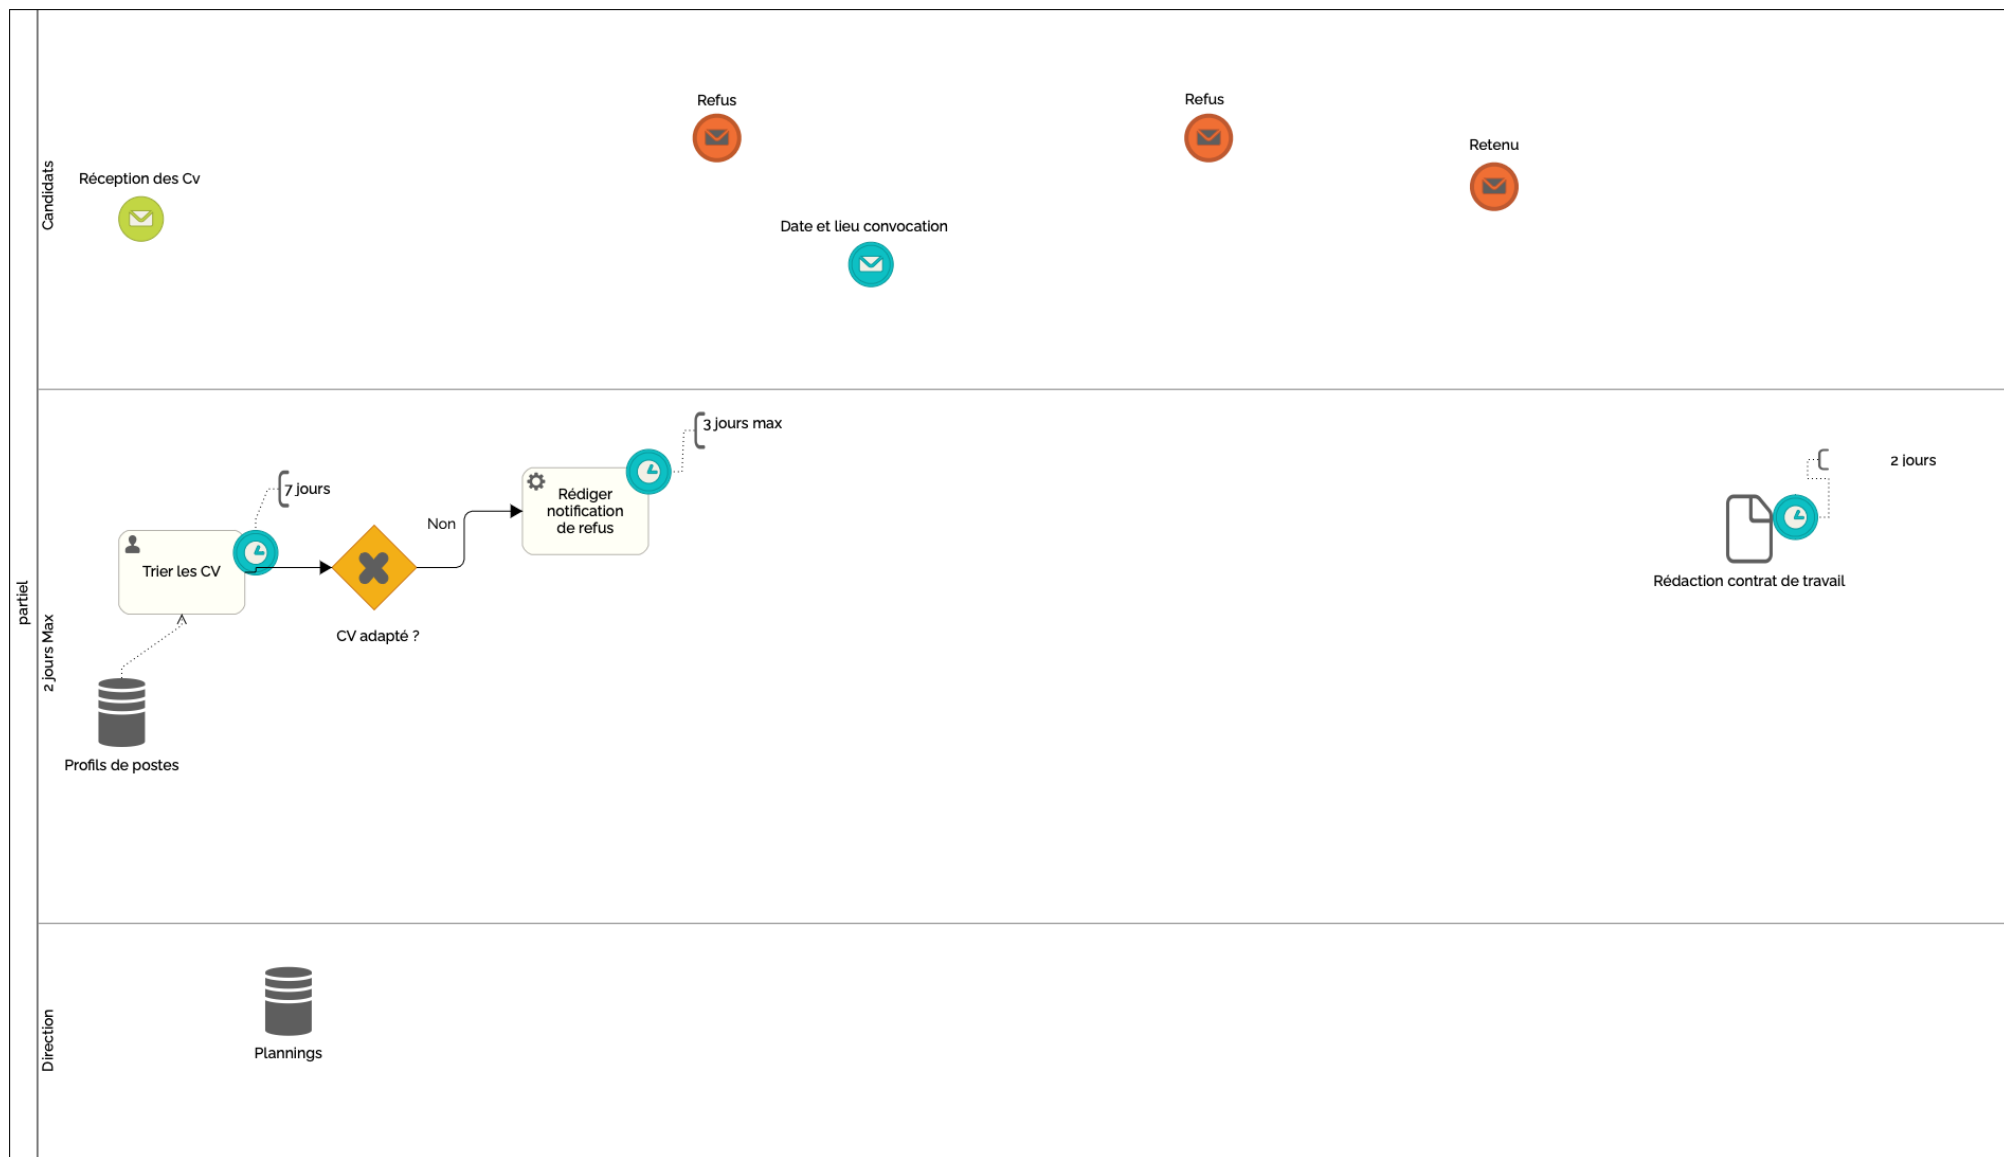 partiel
Candidats
Réception des Cv
Refus
Date et lieu convocation
Refus
Retenu
2 jours Max
7 jours
Trier les CV
CV adapté ?
Non
Rédiger
notification
de refus
3 jours max
2 jours
Rédaction contrat de travail
Profils de postes
Direction
Plannings